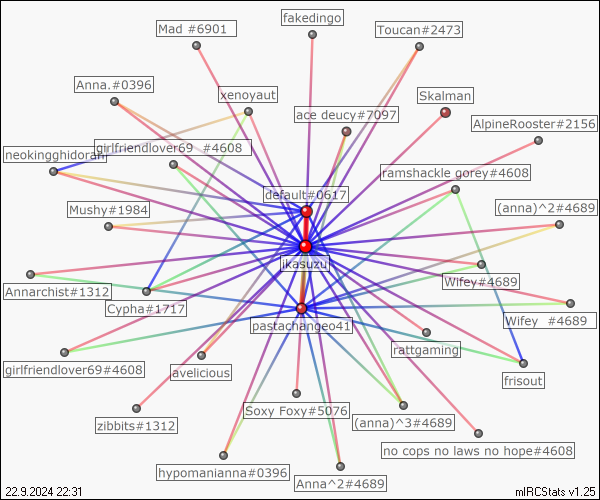 fakedingo
Mad #6901
Toucan#2473
Anna.#0396
xenoyaut
Skalman
ace deucy#7097
AlpineRooster#2156
girlfriendlover69 #4608
neokingghidorah
ramshackle gorey#4608
default#0617
Mushy#1984
(anna)^2#4689
ikasuzu
Wifey#4689
Annarchist#1312
Cypha#1717
Wifey #4689
pastachangeo41
rattgaming
girlfriendlover69#4608
avelicious
frisout
Soxy Foxy#5076
(anna)^3#4689
zibbits#1312
no cops no laws no hope#4608
hypomanianna#0396
Anna^2#4689
22.9.2024 22:31
mIRCStats v1.25